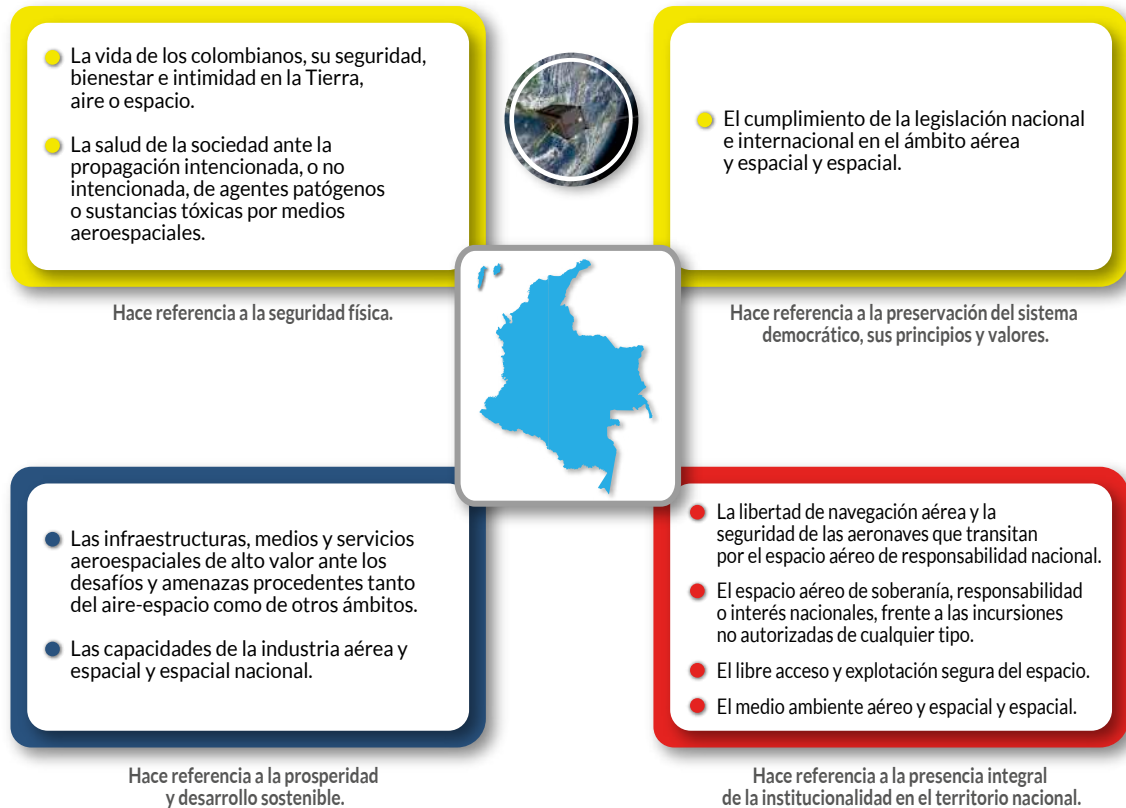 La vida de los colombianos, su seguridad,
bienestar e intimidad en la Tierra,
aire o espacio.
La salud de la sociedad ante la
propagación intencionada, o no
intencionada, de agentes patógenos
o sustancias tóxicas por medios
aeroespaciales.
Hace referencia a la seguridad física.
El cumplimiento de la legislación nacional
e internacional en el ámbito aérea
y espacial y espacial.
Hace referencia a la preservación del sistema
democrático, sus principios y valores.
Las infraestructuras, medios y servicios
aeroespaciales de alto valor ante los
desafíos y amenazas procedentes tanto
del aire-espacio como de otros ámbitos.
Las capacidades de la industria aérea y
espacial y espacial nacional.
Hace referencia a la prosperidad
y desarrollo sostenible.
La libertad de navegación aérea y la
seguridad de las aeronaves que transitan
por el espacio aéreo de responsabilidad nacional.
El espacio aéreo de soberanía, responsabilidad
o interés nacionales, frente a las incursiones
no autorizadas de cualquier tipo.
El libre acceso y explotación segura del espacio.
El medio ambiente aéreo y espacial y espacial.
Hace referencia a la presencia integral
de la institucionalidad en el territorio nacional.